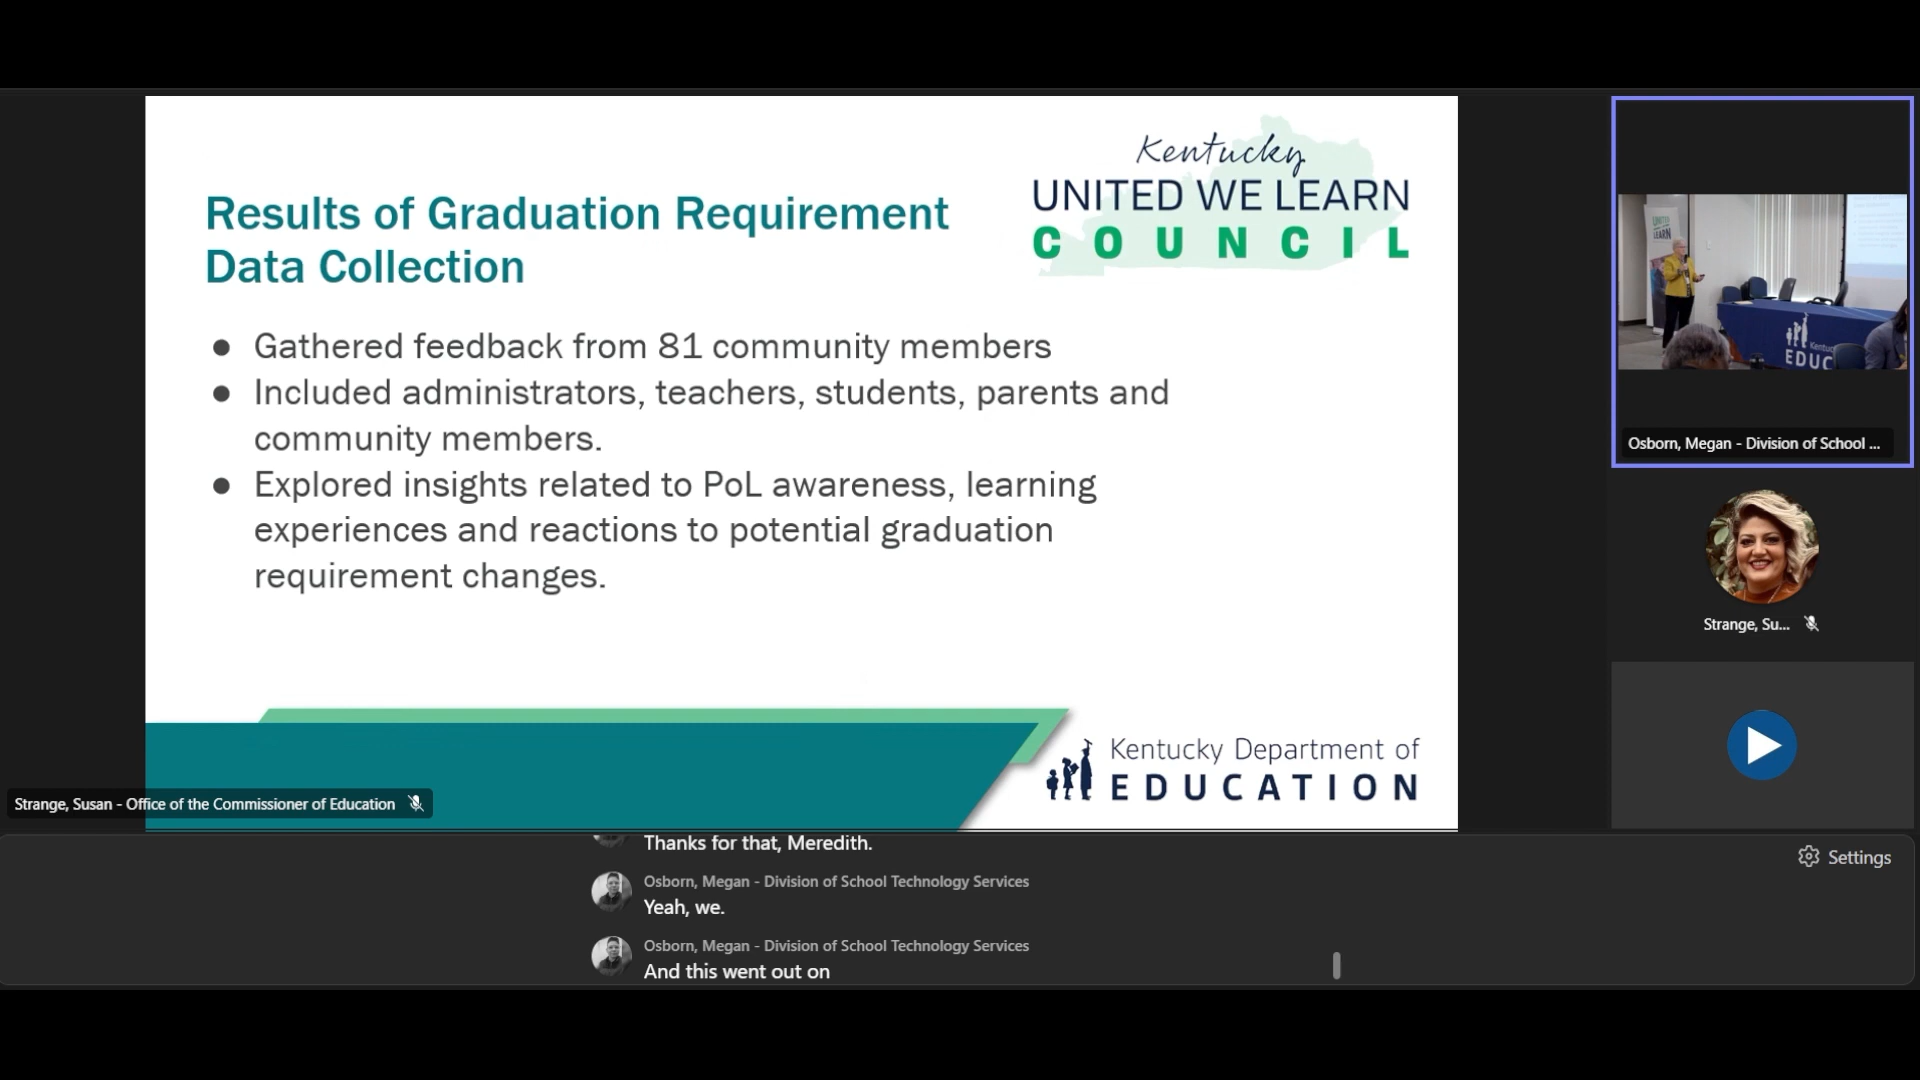 Kentucky
UNITED WE LEARN
COUNCIL
Results of Graduation Requirement
Data Collection
● Gathered feedback from 81 community members
● Included administrators, teachers, students, parents and
community members.
● Explored insights related to PoL awareness, learning
experiences and reactions to potential graduation
requirement changes.
Kentucky Department of
EDUCATION
Strange, Susan - Office of the Commissioner of Education
UNITED
LEARN
EDUC
Osborn, Megan - Division of School ...
Strange, Su...
Thanks for that, Meredith.
Settings
Osborn, Megan - Division of School Technology Services
Yeah, we.
Osborn, Megan - Division of School Technology Services
And this went out on